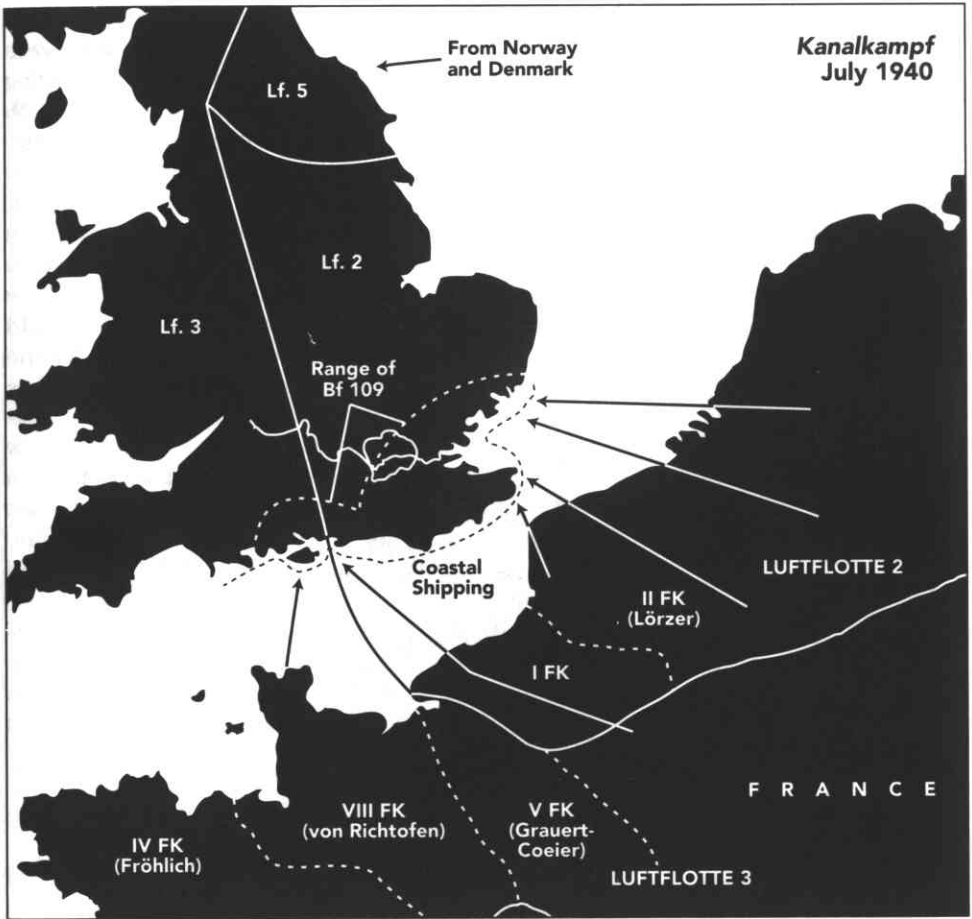 Kanalkampf
July 1940
From Norway
and Denmark
Lf. 5
Lf. 2
Lf. 3
Range of
Bf 109
Coastal
Shipping
LUFTFLOTTE 2
II FK
(Lörzer)
I FK
FRANCE
VIII FK
(von Richtofen)
V FK
(Grauert-
Coeier)
IV FK
(Fröhlich)
LUFTFLOTTE 3